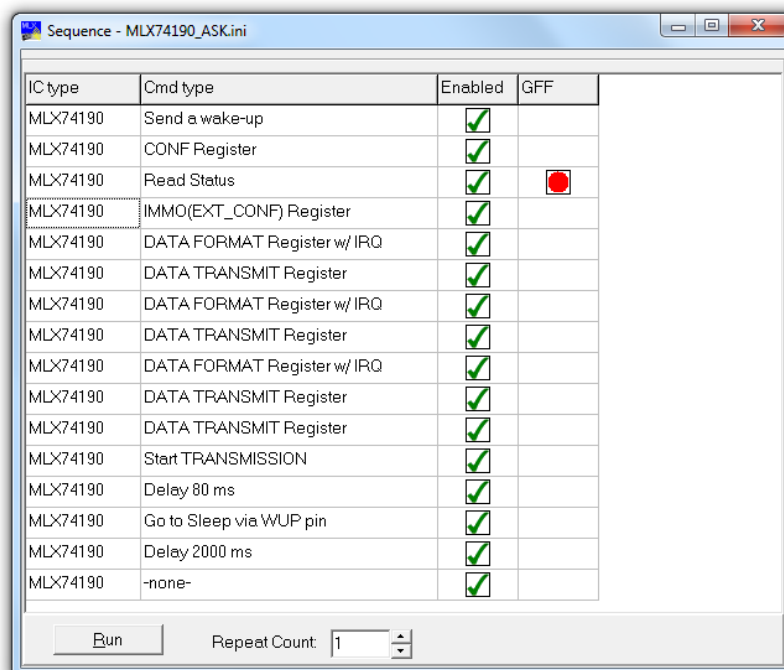 Sequence - MLX74190_ASK.ini
IC type Cmd type Enabled GFF
MLX74190 Send a wake-up
MLX74190 CONF Register
MLX74190 Read Status
MLX74190 IMMO(EXT_CONF) Register
MLX74190 DATA FORMAT Register w/ IRQ
MLX74190 DATA TRANSMIT Register
MLX74190 DATA FORMAT Register w/ IRQ
MLX74190 DATA TRANSMIT Register
MLX74190 DATA FORMAT Register w/ IRQ
MLX74190 DATA TRANSMIT Register
MLX74190 DATA TRANSMIT Register
MLX74190 Start TRANSMISSION
MLX74190 Delay 80 ms
MLX74190 Go to Sleep via WUP pin
MLX74190 Delay 2000 ms
MLX74190 -none-
Run Repeat Count: 1